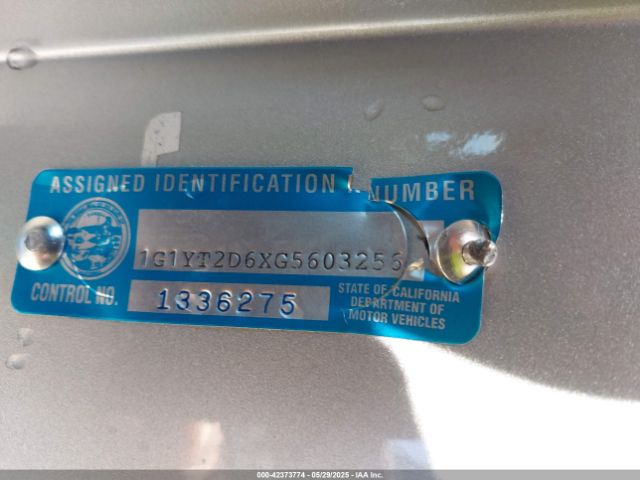 ASSIGNED IDENTIFICATION NUMBER
1G1YT2D6XG5603256
CONTROL NO.
1336275
STATE OF CALIFORNIA
DEPARTMENT OF
MOTOR VEHICLES
000-42373774 - 05/29/2025 - IAA Inc.